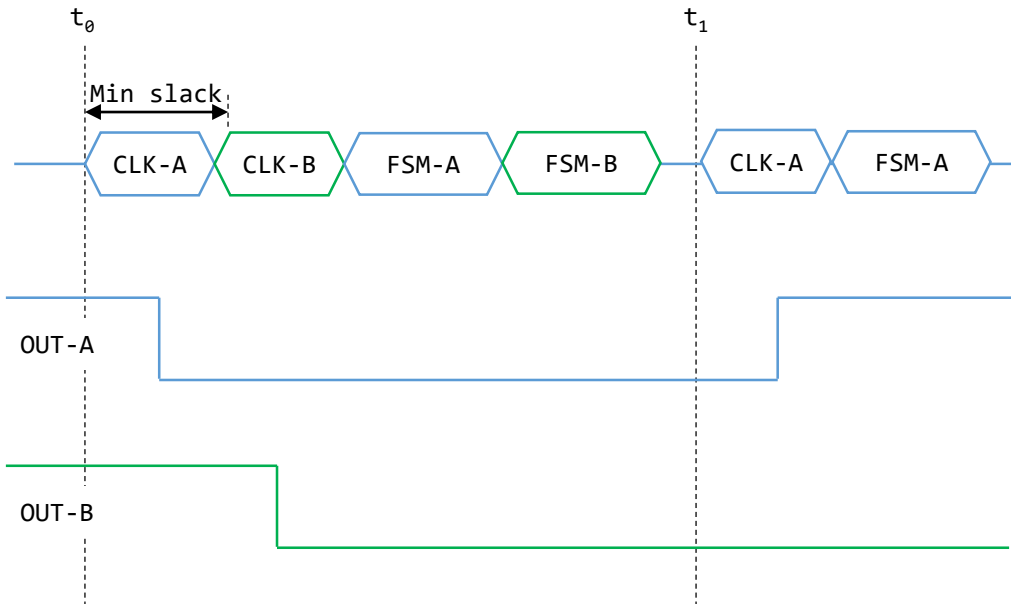 t₀ t₁
Min slack
CLK-A CLK-B FSM-A FSM-B CLK-A FSM-A
OUT-A
OUT-B